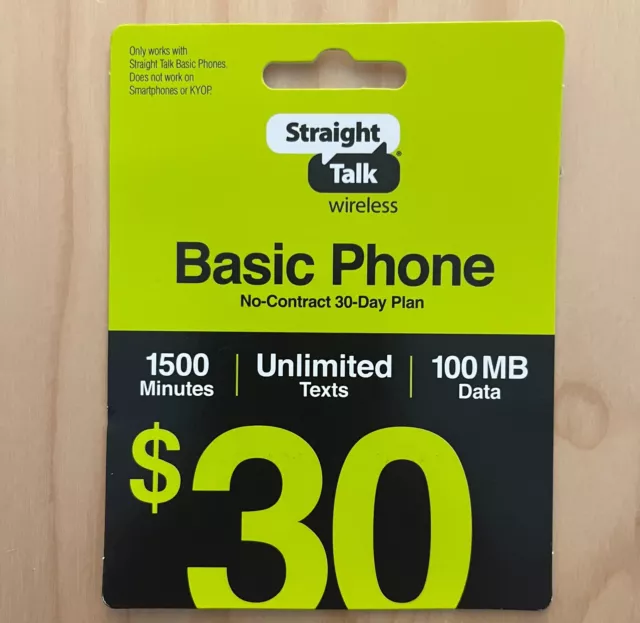 Only works with
Straight Talk Basic Phones.
Does not work on
Smartphones or KYOP.
Straight
Talk®
wireless
Basic Phone
No-Contract 30-Day Plan
1500
Minutes
Unlimited
Texts
100 MB
Data
$30